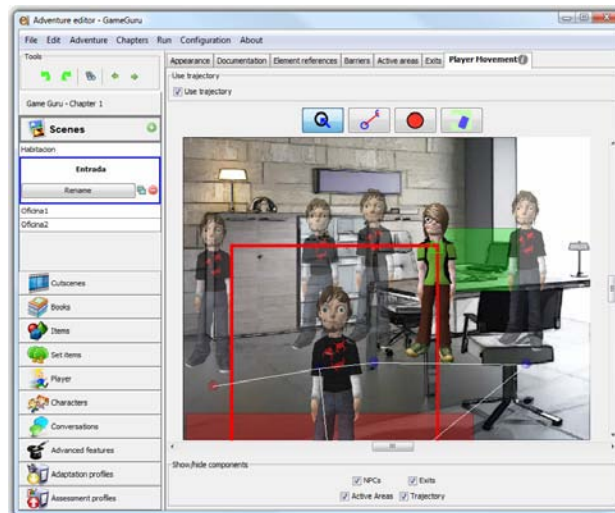 Adventure editor - GameGuru
File Edit Adventure Chapters Run Configuration About
Tools
Game Guru - Chapter 1
Scenes
Habitacion
Entrada
Rename
Oficina1
Oficina2
Cutscenes
Books
Items
Set items
Player
Characters
Conversations
Advanced features
Adaptation profiles
Assessment profiles
Appearance Documentation Element references Barriers Active areas Exits Player Movement
Use trajectory
Use trajectory
Show/hide components
NPCs Exits
Active Areas Trajectory